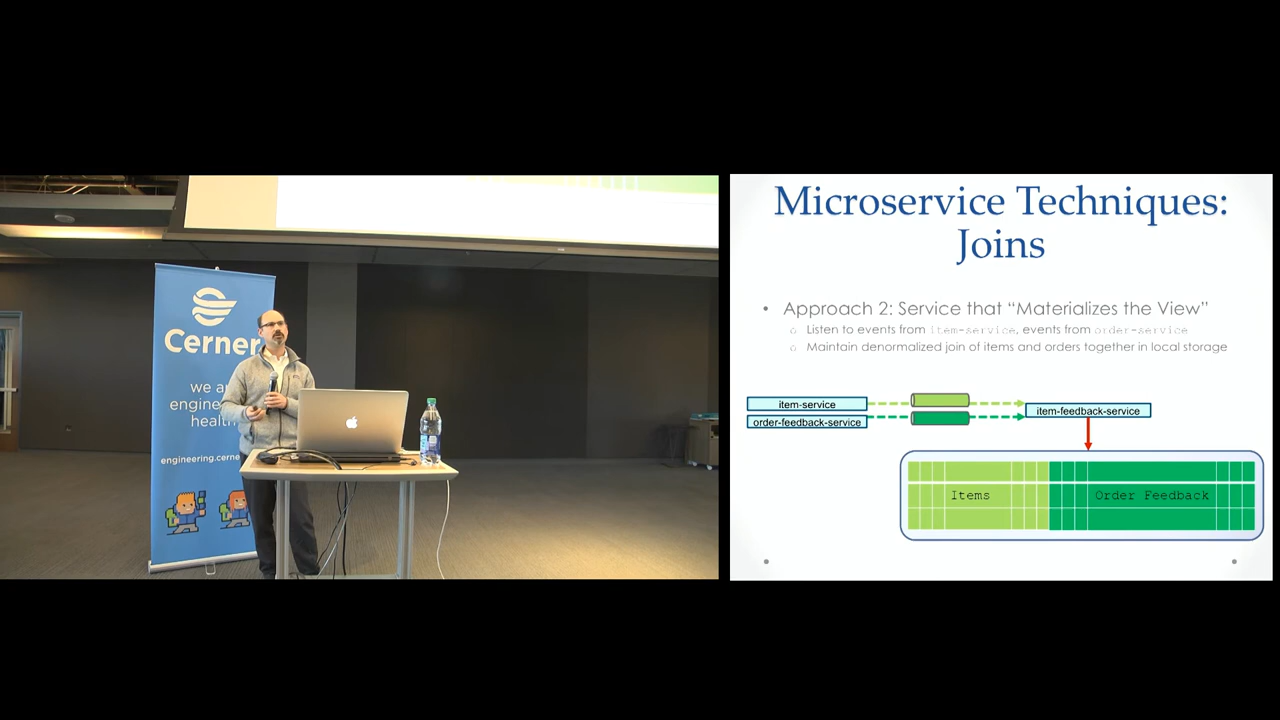 Cerner
we a
engine
healt
engineering.cerne
Microservice Techniques:
Joins
• Approach 2: Service that “Materializes the View”
o Listen to events from item-service, events from order-service
o Maintain denormalized join of items and orders together in local storage
item-service
order-feedback-service
item-feedback-service
Items
Order Feedback